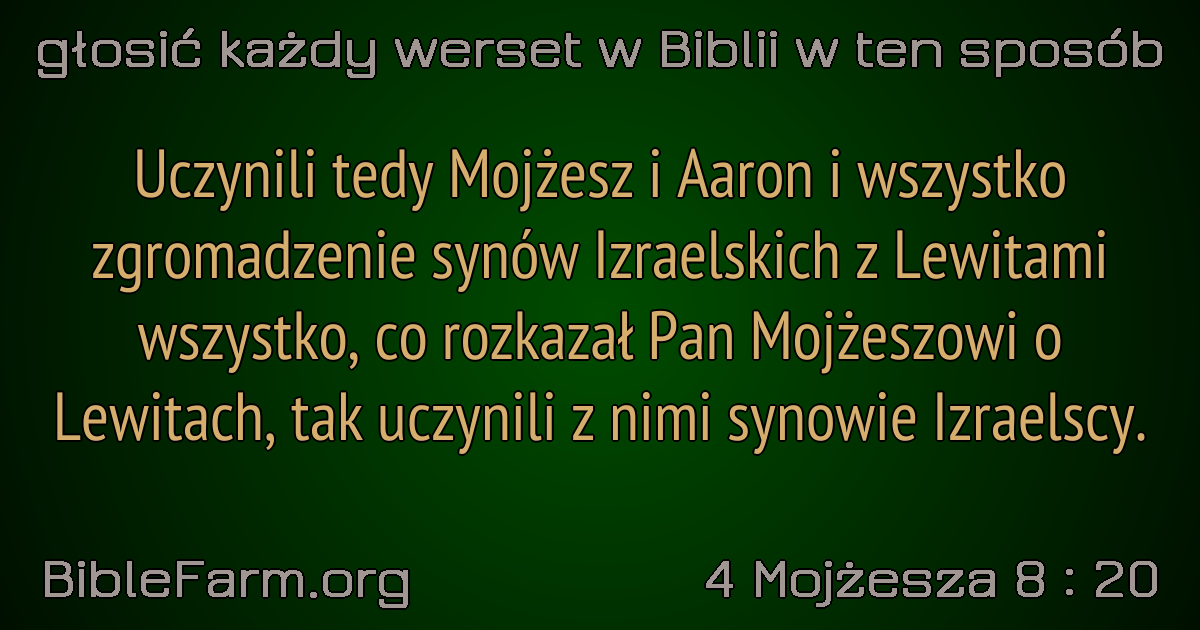 głosić każdy werset w Biblii w ten sposób
Uczynili tedy Mojżesz i Aaron i wszystko
zgromadzenie synów Izraelskich z Lewitami
wszystko, co rozkazał Pan Mojżeszowi o
Lewitach, tak uczynili z nimi synowie Izraelscy.
BibleFarm.org
4 Mojżesza 8 : 20